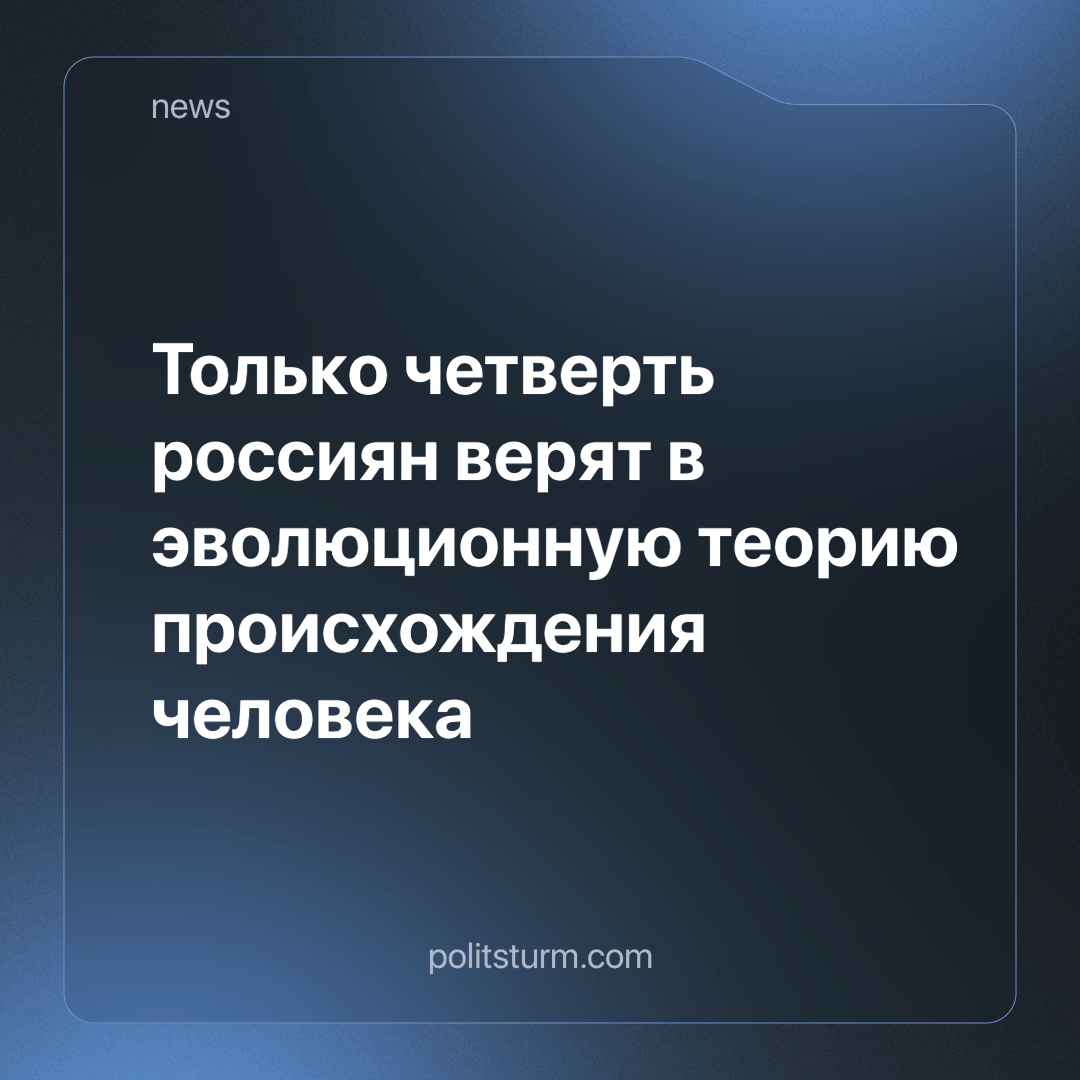 news
Только четверть
россиян верят в
эволюционную теорию
происхождения
человека
politsturm.com